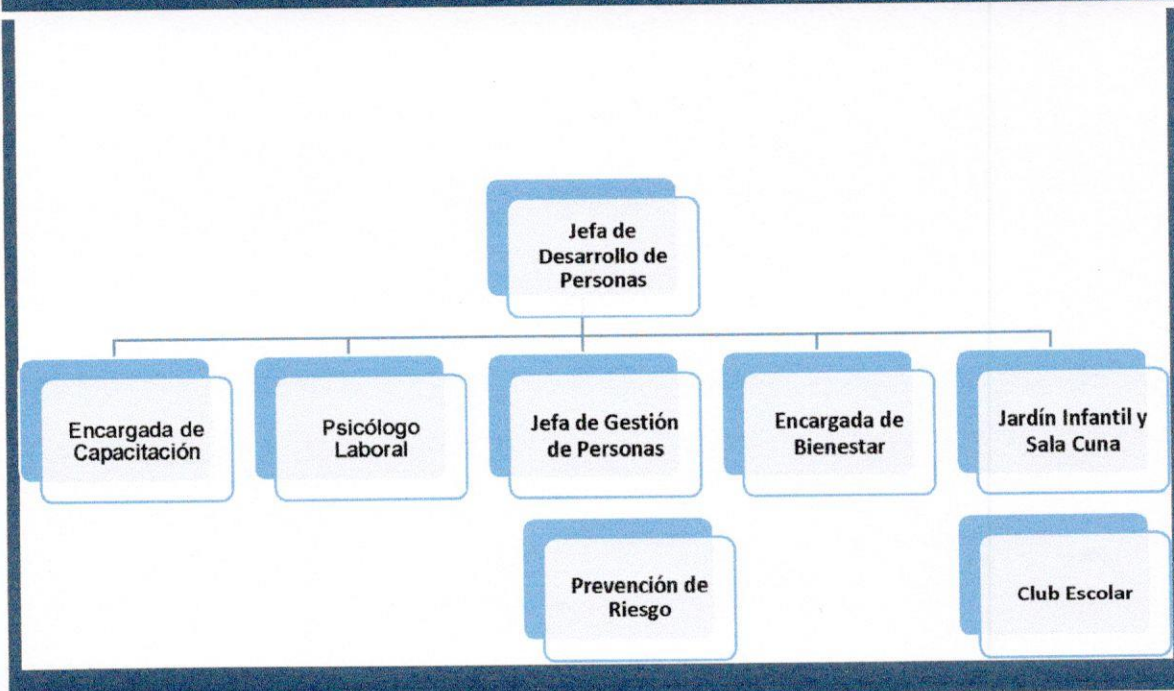 Jefa de
Desarrollo de
Personas
Encargada de
Capacitación
Psicólogo
Laboral
Jefa de Gestión
de Personas
Encargada de
Bienestar
Jardín Infantil y
Sala Cuna
Prevención de
Riesgo
Club Escolar